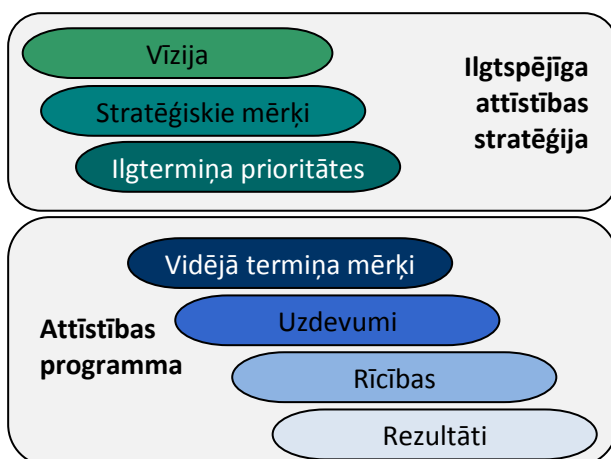 Vīzija
Stratēģiskie mērķi
Ilgtermiņa prioritātes
Ilgtspējīga
attīstības
stratēģija
Vidējā termiņa mērķi
Uzdevumi
Rīcības
Rezultāti
Attīstības
programma